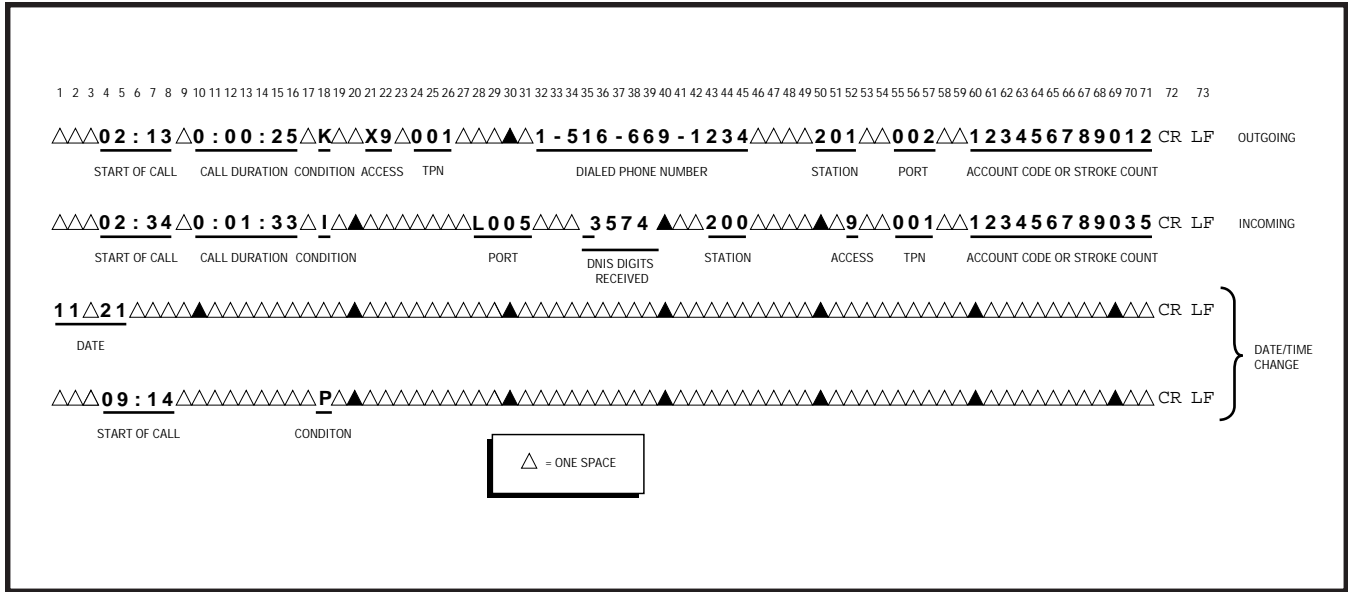 1 2 3 4 5 6 7 8 9 10 11 12 13 14 15 16 17 18 19 20 21 22 23 24 25 26 27 28 29 30 31 32 33 34 35 36 37 38 39 40 41 42 43 44 45 46 47 48 49 50 51 52 53 54 55 56 57 58 59 60 61 62 63 64 65 66 67 68 69 70 71 72 73
△△△02:13△0:00:25△K△△X9△001△△△▲△1-516-669-1234△△△△201△△002△△123456789012 CR LF OUTGOING
START OF CALL CALL DURATION CONDITION ACCESS TPN DIALED PHONE NUMBER STATION PORT ACCOUNT CODE OR STROKE COUNT
△△△02:34△0:01:33△I△▲△△△△△△△L005△△△3574▲△△200△△△△▲△9△△001△△123456789035 CR LF INCOMING
START OF CALL CALL DURATION CONDITION PORT DNIS DIGITS RECEIVED STATION ACCESS TPN ACCOUNT CODE OR STROKE COUNT
11△21△△△△▲△△△△△△△△△▲△△△△△△△△△▲△△△△△△△△△▲△△△△△△△△△▲△△△△△△△△△▲△△△△△△△△▲△△ CR LF
DATE
DATE/TIME
CHANGE
△△△09:14△△△△△△△△△P△▲△△△△△△△△△▲△△△△△△△△△▲△△△△△△△△△▲△△△△△△△△△▲△△△△△△△△▲△△ CR LF
START OF CALL CONDITON
△ = ONE SPACE